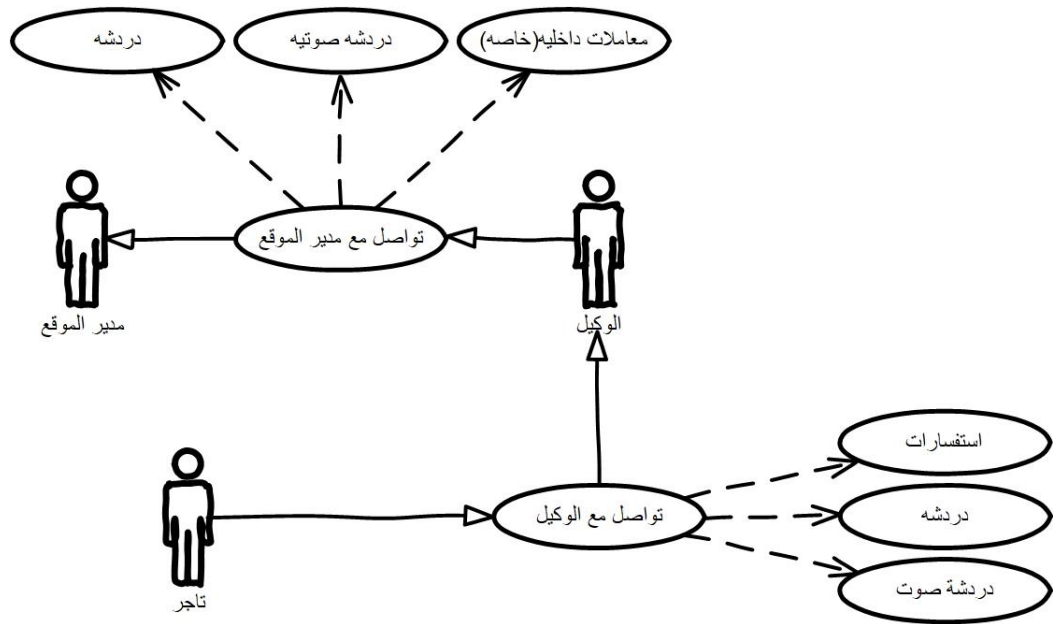 معاملات داخليه(خاصه)
دردشه صوتيه
دردشه
تواصل مع مدير الموقع
الوكيل
مدير الموقع
استفسارات
دردشه
تواصل مع الوكيل
دردشة صوت
تاجر